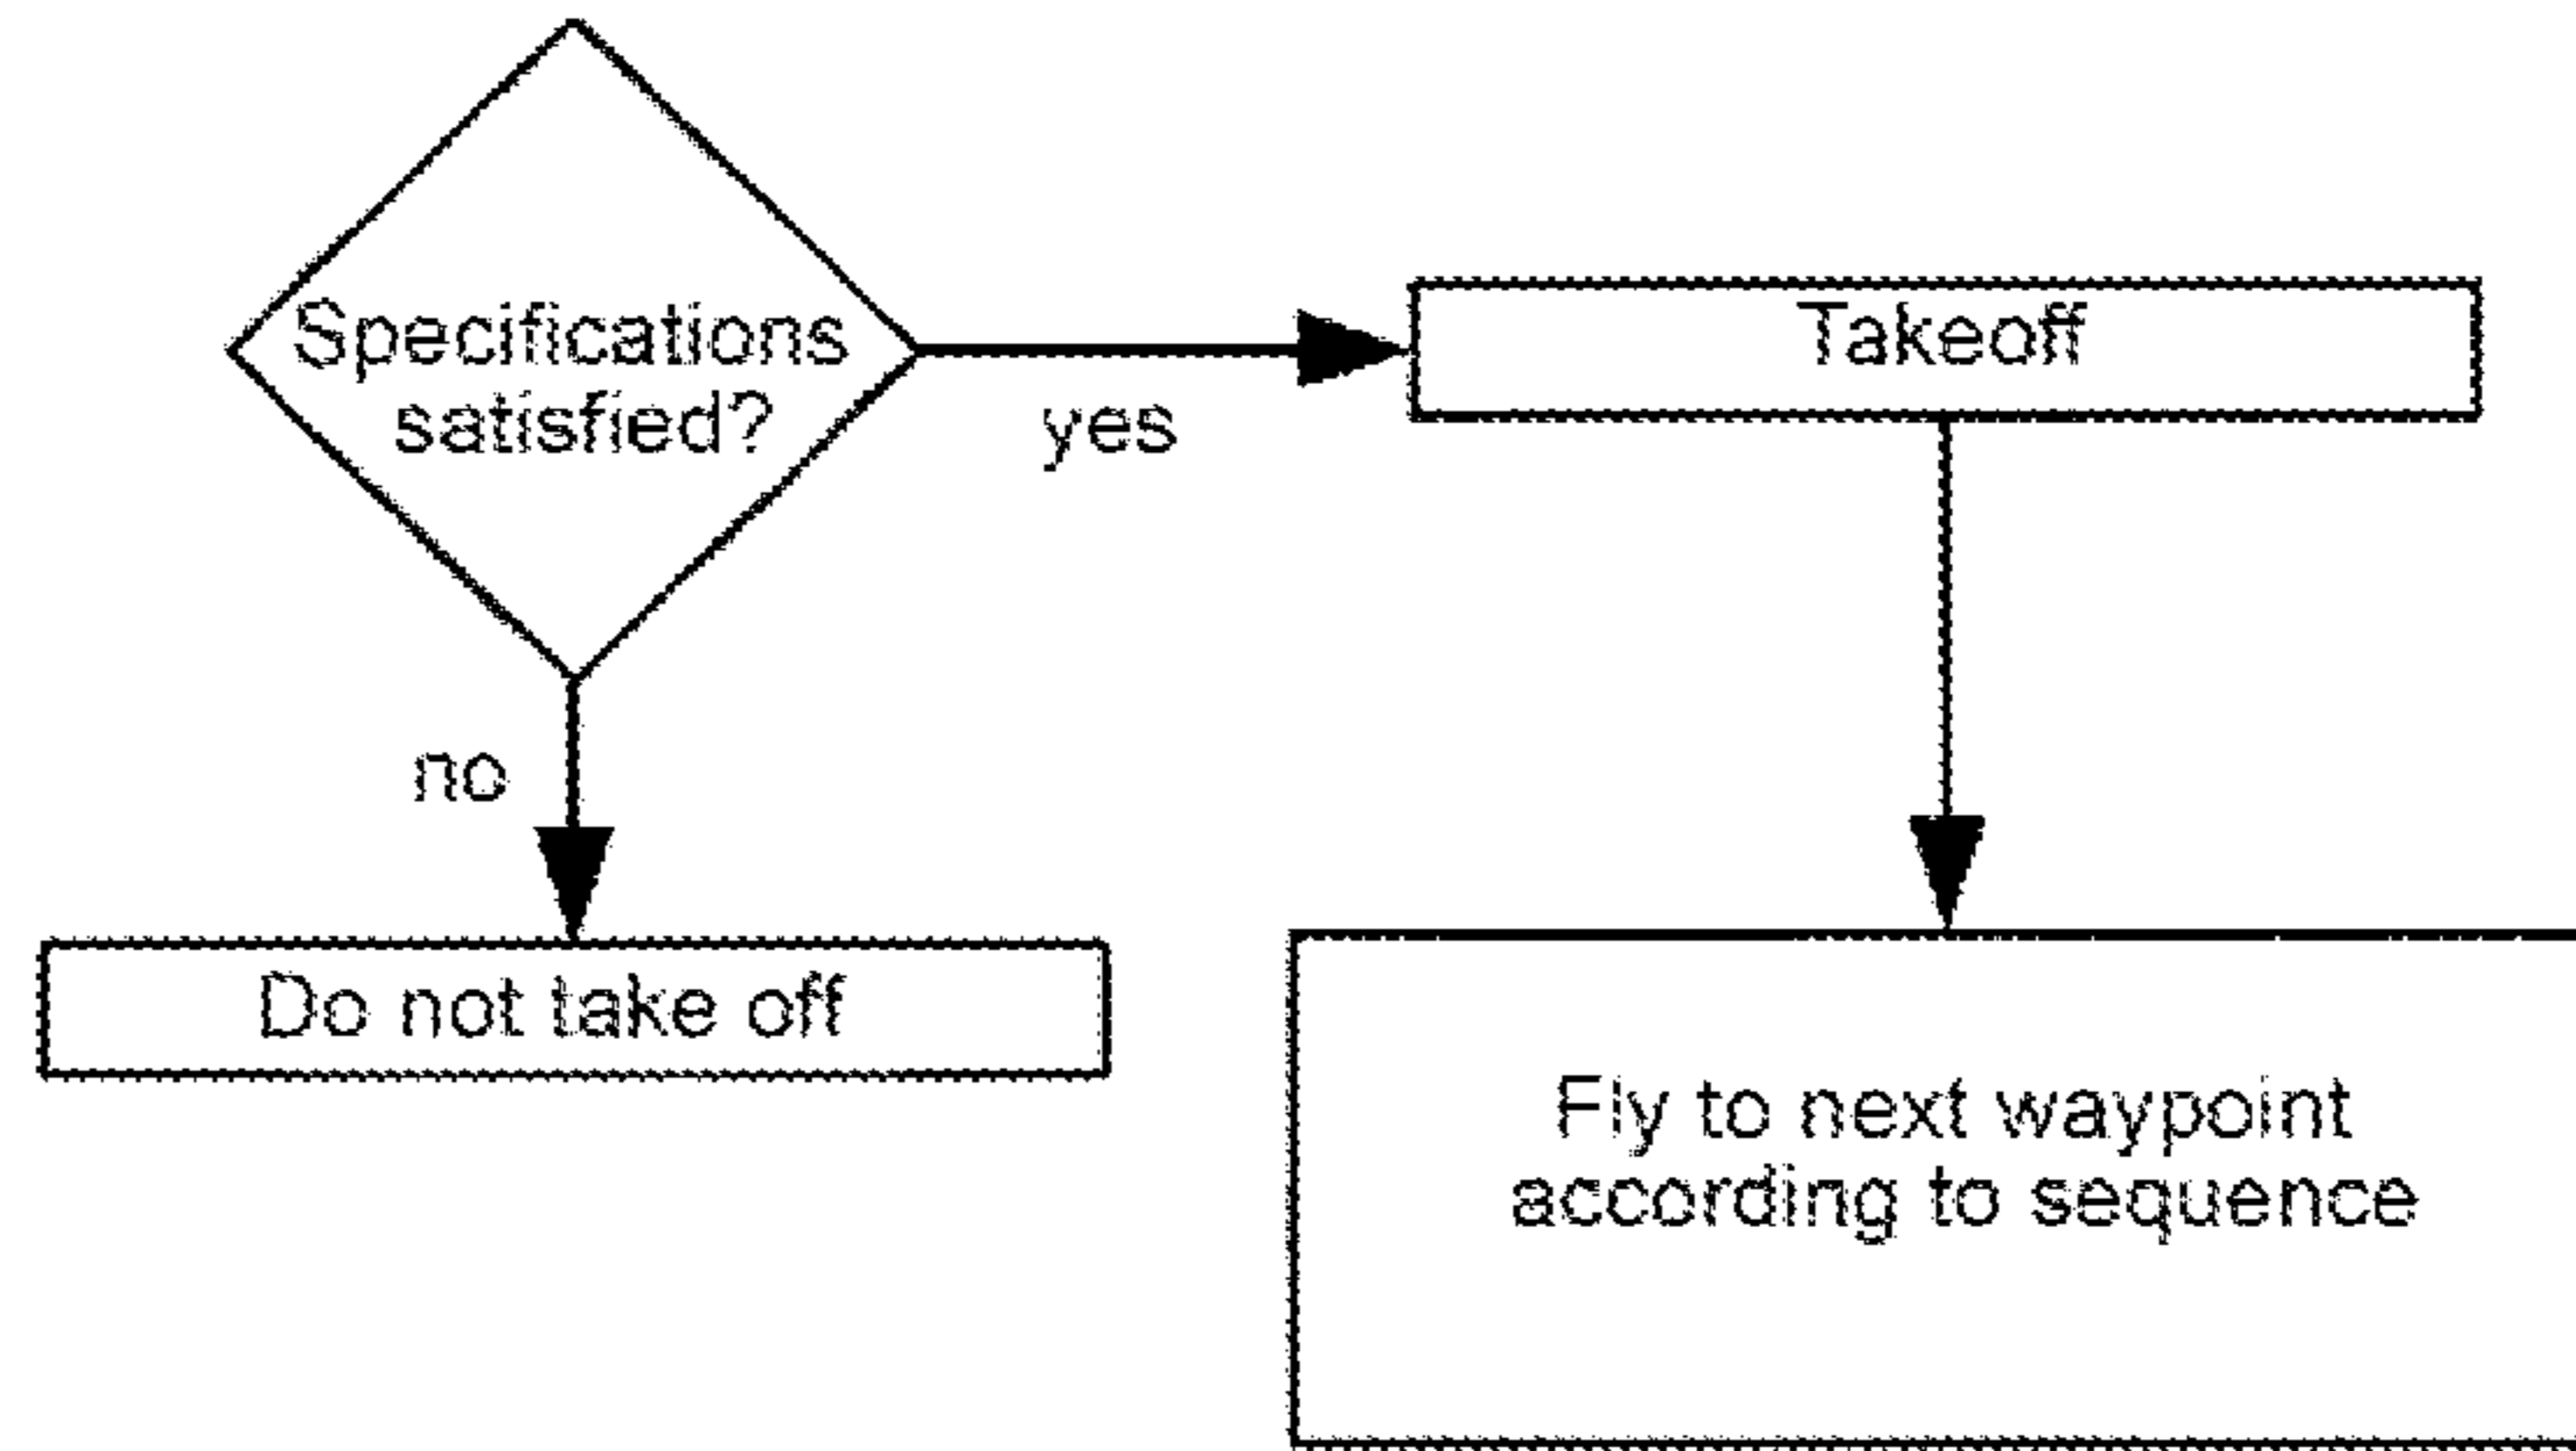 Specifications
satisfied?
yes
Takeoff
no
Do not take off
Fly to next waypoint
according to sequence